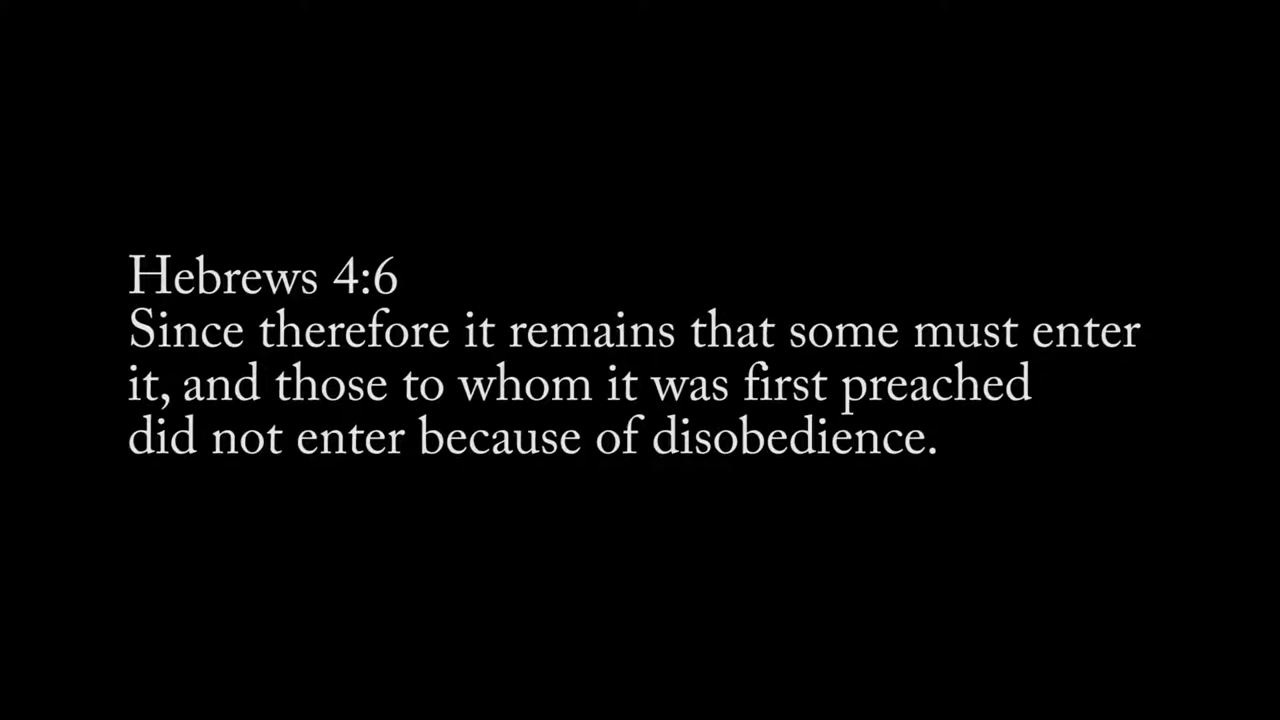 Hebrews 4:6
Since therefore it remains that some must enter
it, and those to whom it was first preached
did not enter because of disobedience.